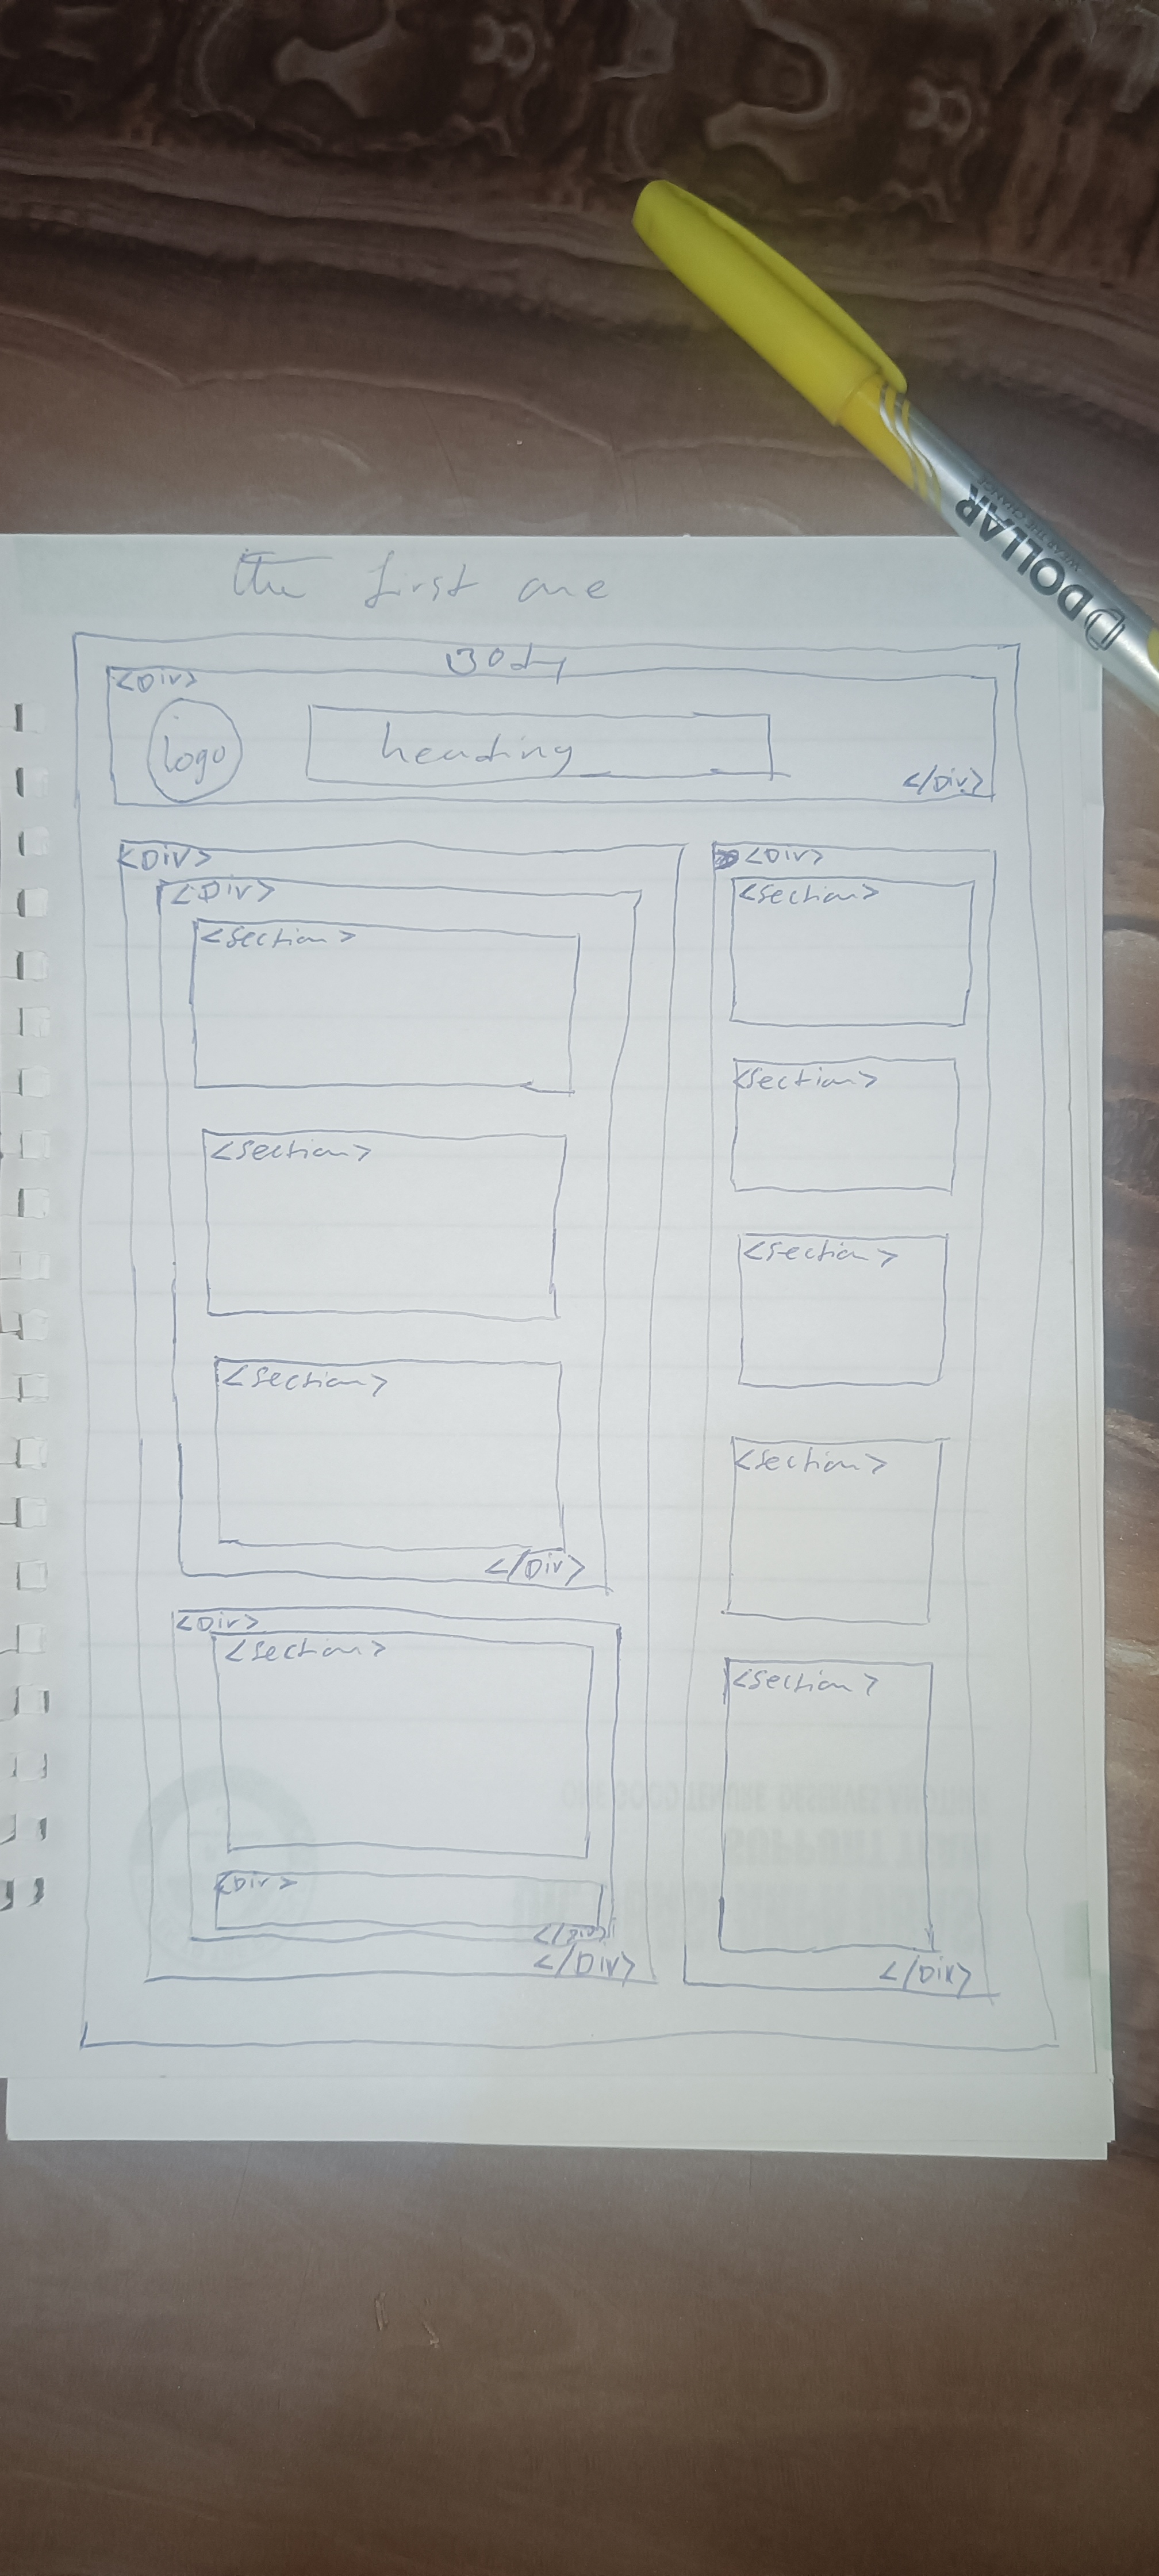 the first one
Body
<Div>
logo
heading
</Div>
<Div>
<Div>
<section>
<section>
<section>
</Div>
<Div>
<section>
<Div>
</Div>
</Div>
<Div>
<section>
<section>
<section>
<section>
<section>
</Div>
DOLLAR